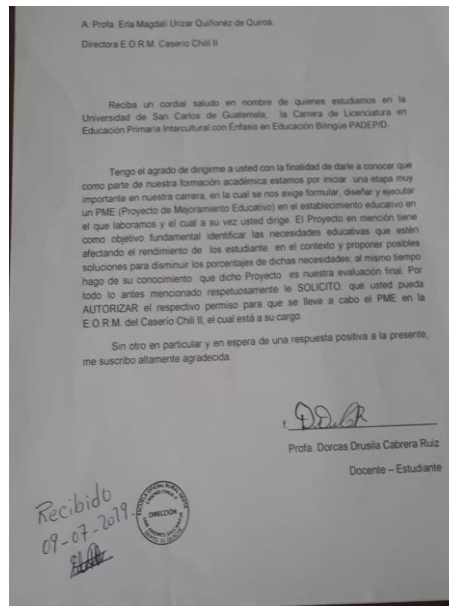 A. Profa. Erla Magdali Urizar Quiñonez de Quiroá.
Directora E.O.R.M. Caserio Chilil II
Reciba un cordial saludo en nombre de quienes estudiamos en la
Universidad de San Carlos de Guatemala, la Carrera de Licenciatura en
Educación Primaria Intercultural con Énfasis en Educación Bilingüe PADEP/D.
Tengo el agrado de dirigirme a usted con la finalidad de darle a conocer que
como parte de nuestra formación académica estamos por iniciar una etapa muy
importante en nuestra carrera, en la cual se nos exige formular, diseñar y ejecutar
un PME (Proyecto de Mejoramiento Educativo) en el establecimiento educativo en
el que laboramos y el cual a su vez usted dirige. El Proyecto en mención tiene
como objetivo fundamental identificar las necesidades educativas que estén
afectando el rendimiento de los estudiante en el contexto y proponer posibles
soluciones para disminuir los porcentajes de dichas necesidades; al mismo tiempo
hago de su conocimiento que dicho Proyecto es nuestra evaluación final. Por
todo lo antes mencionado respetuosamente le SOLICITO: que usted pueda
AUTORIZAR el respectivo permiso para que se lleve a cabo el PME en la
E.O.R.M. del Caserio Chili II, el cual está a su cargo.
Sin otro en particular y en espera de una respuesta positiva a la presente,
me suscribo altamente agradecida.
f.
Profa. Dorcas Drusila Cabrera Ruiz
Docente – Estudiante
Recibido
09-07-2019.
DIRECCIÓN